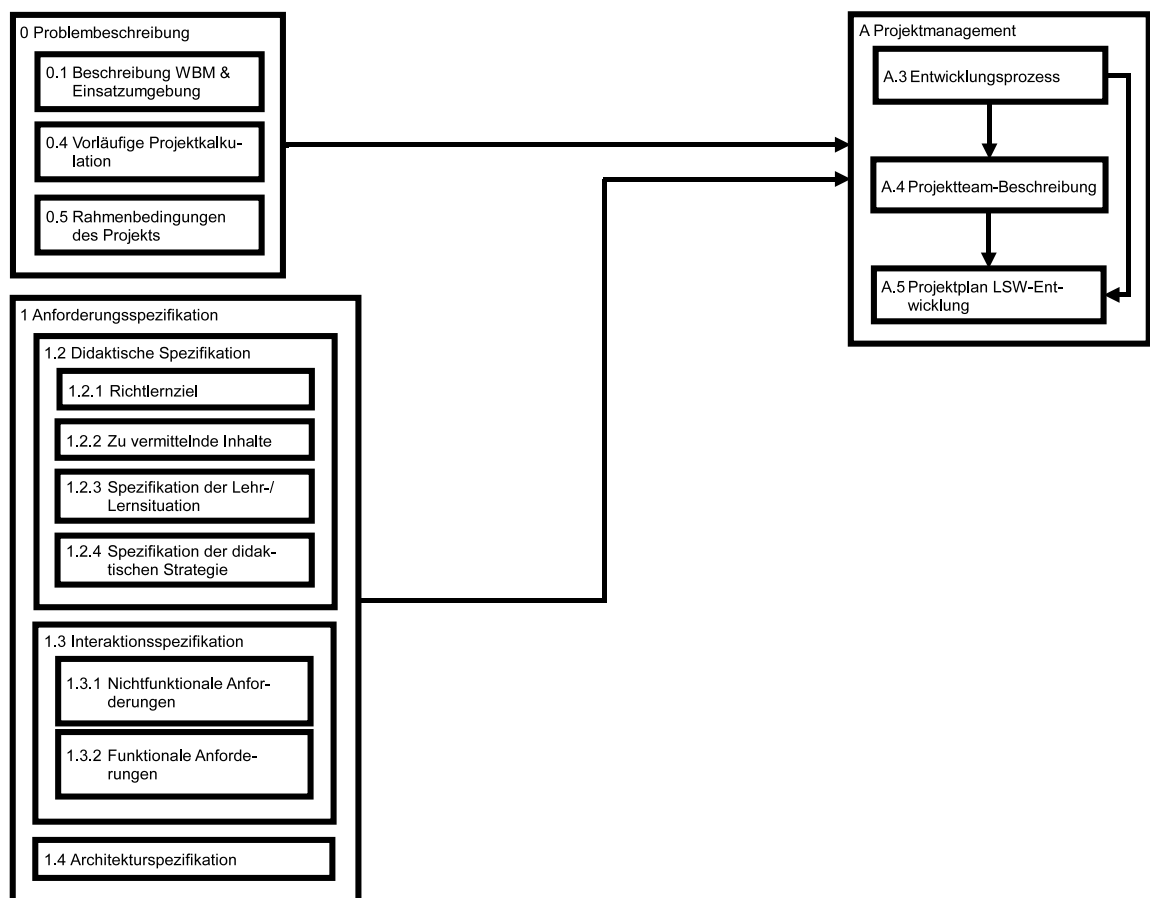 0 Problembeschreibung
0.1 Beschreibung WBM &
Einsatzumgebung
0.4 Vorläufige Projektkalku-
lation
0.5 Rahmenbedingungen
des Projekts
1 Anforderungsspezifikation
1.2 Didaktische Spezifikation
1.2.1 Richtlernziel
1.2.2 Zu vermittelnde Inhalte
1.2.3 Spezifikation der Lehr-/
Lernsituation
1.2.4 Spezifikation der didak-
tischen Strategie
1.3 Interaktionsspezifikation
1.3.1 Nichtfunktionale Anfor-
derungen
1.3.2 Funktionale Anforde-
rungen
1.4 Architekturspezifikation
A Projektmanagement
A.3 Entwicklungsprozess
A.4 Projektteam-Beschreibung
A.5 Projektplan LSW-Ent-
wicklung